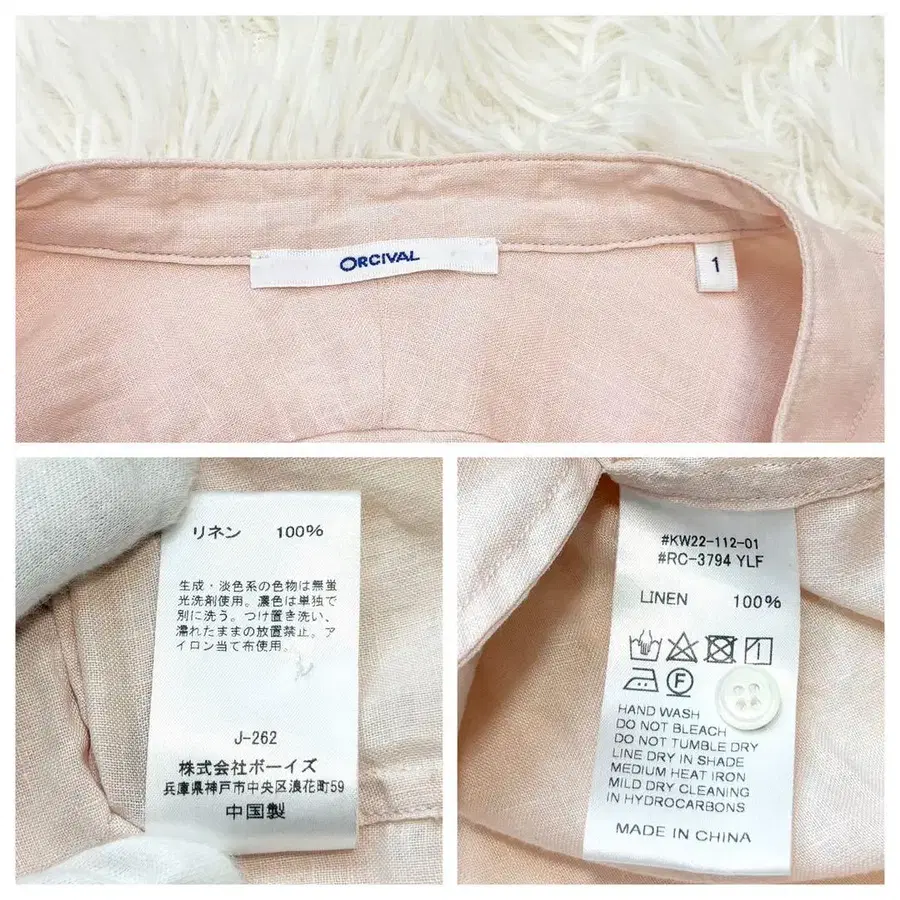 ORCIVAL
1
リネン 100%
生成・淡色系の色物は無蛍
光洗剤使用。濃色は単独で
別に洗う。つけ置き洗い、
濡れたままの放置禁止。ア
イロン当て布使用。
J-262
株式会社ボーイズ
兵庫県神戸市中央区浪花町59
中国製
#KW22-112-01
#RC-3794 YLF
LINEN 100%
F
HAND WASH
DO NOT BLEACH
DO NOT TUMBLE DRY
LINE DRY IN SHADE
MEDIUM HEAT IRON
MILD DRY CLEANING
IN HYDROCARBONS
MADE IN CHINA